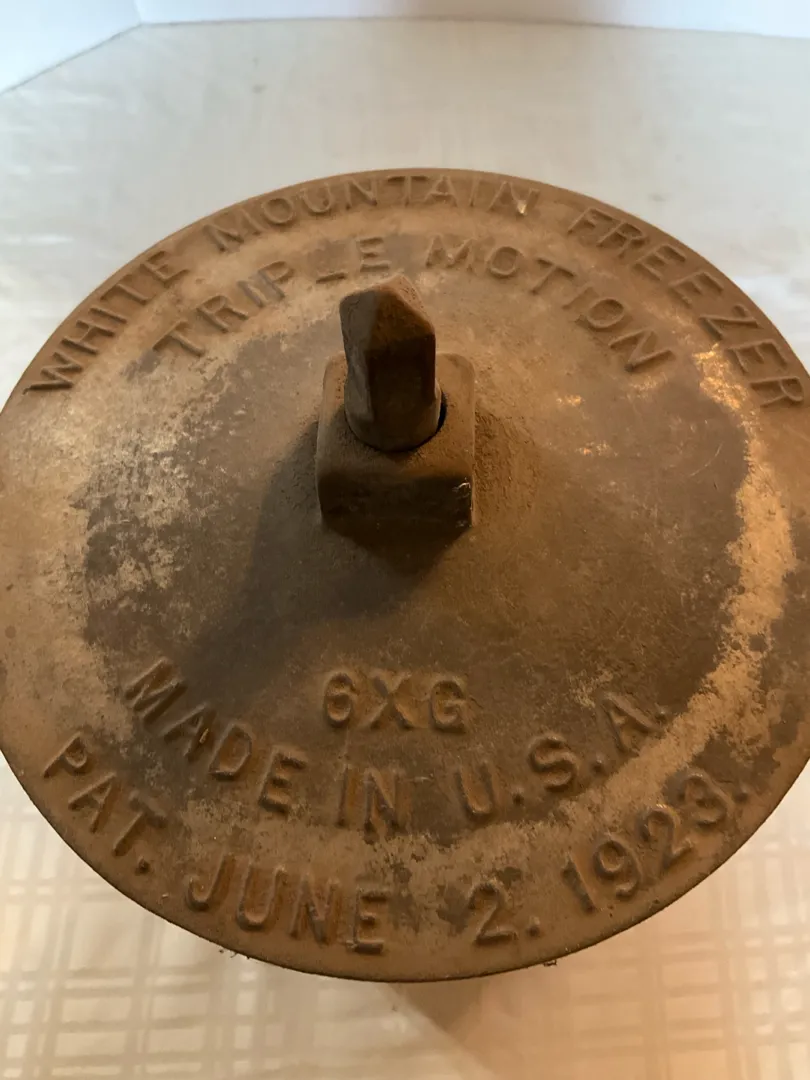 WHITE MOUNTAIN FREEZER
TRIPLE MOTION
6XG
MADE IN U.S.A.
PAT. JUNE 2. 1923.